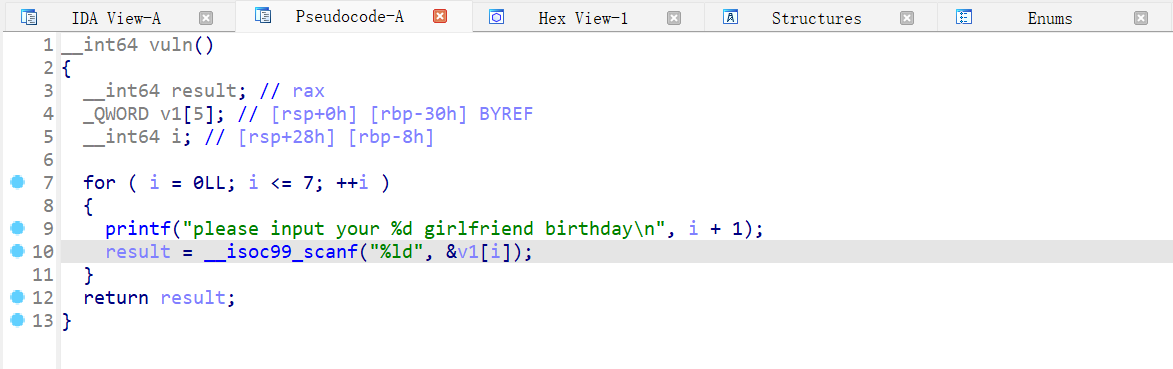 IDA View-A Pseudocode-A Hex View-1 Structures Enums
1 __int64 vuln()
2 {
3 __int64 result; // rax
4 _QWORD v1[5]; // [rsp+0h] [rbp-30h] BYREF
5 __int64 i; // [rsp+28h] [rbp-8h]
6
7 for ( i = 0LL; i <= 7; ++i )
8 {
9 printf("please input your %d girlfriend birthday\n", i + 1);
10 result = __isoc99_scanf("%ld", &v1[i]);
11 }
12 return result;
13 }